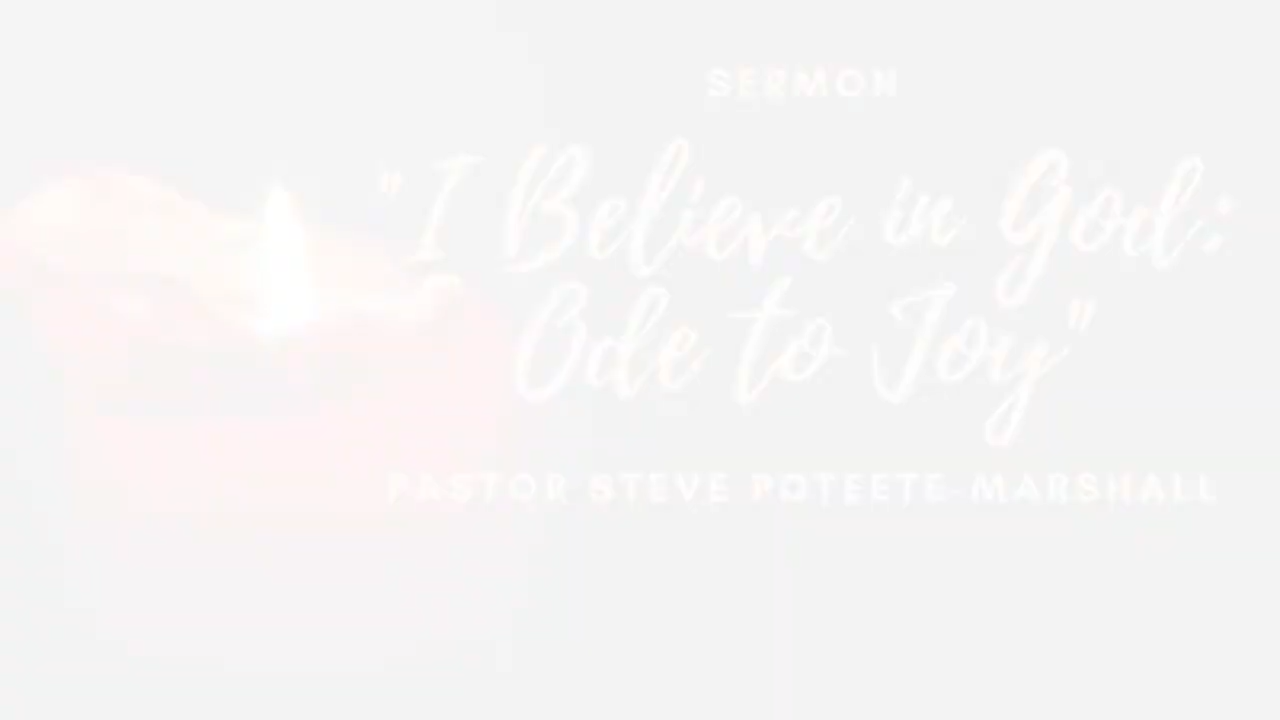 SERMON
"I Believe in God:
Ode to Joy"
PASTOR STEVE POTEETE-MARSHALL